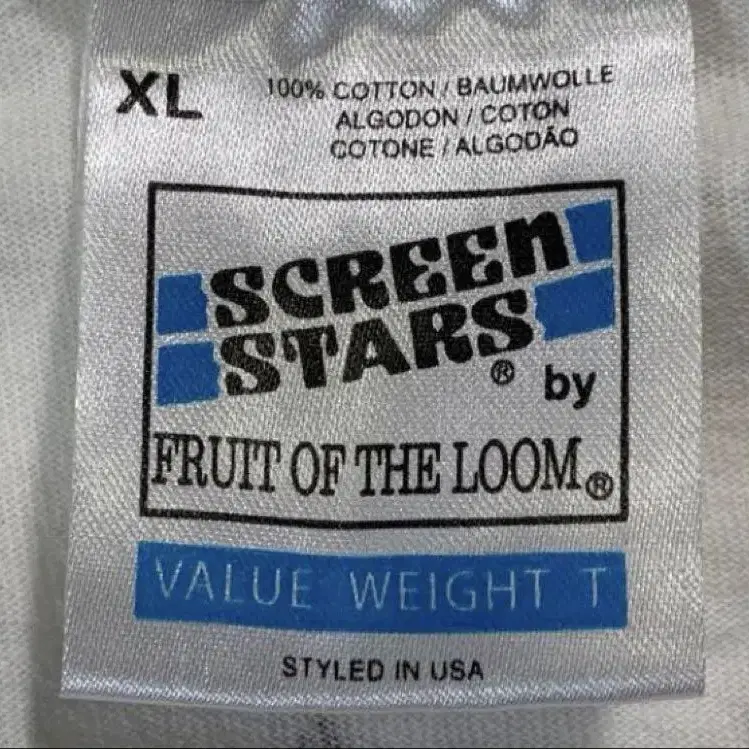 XL
100% COTTON / BAUMWOLLE
ALGODON / COTON
COTONE / ALGODÃO
SCREEN
STARS® by
FRUIT OF THE LOOM®
VALUE WEIGHT T
STYLED IN USA